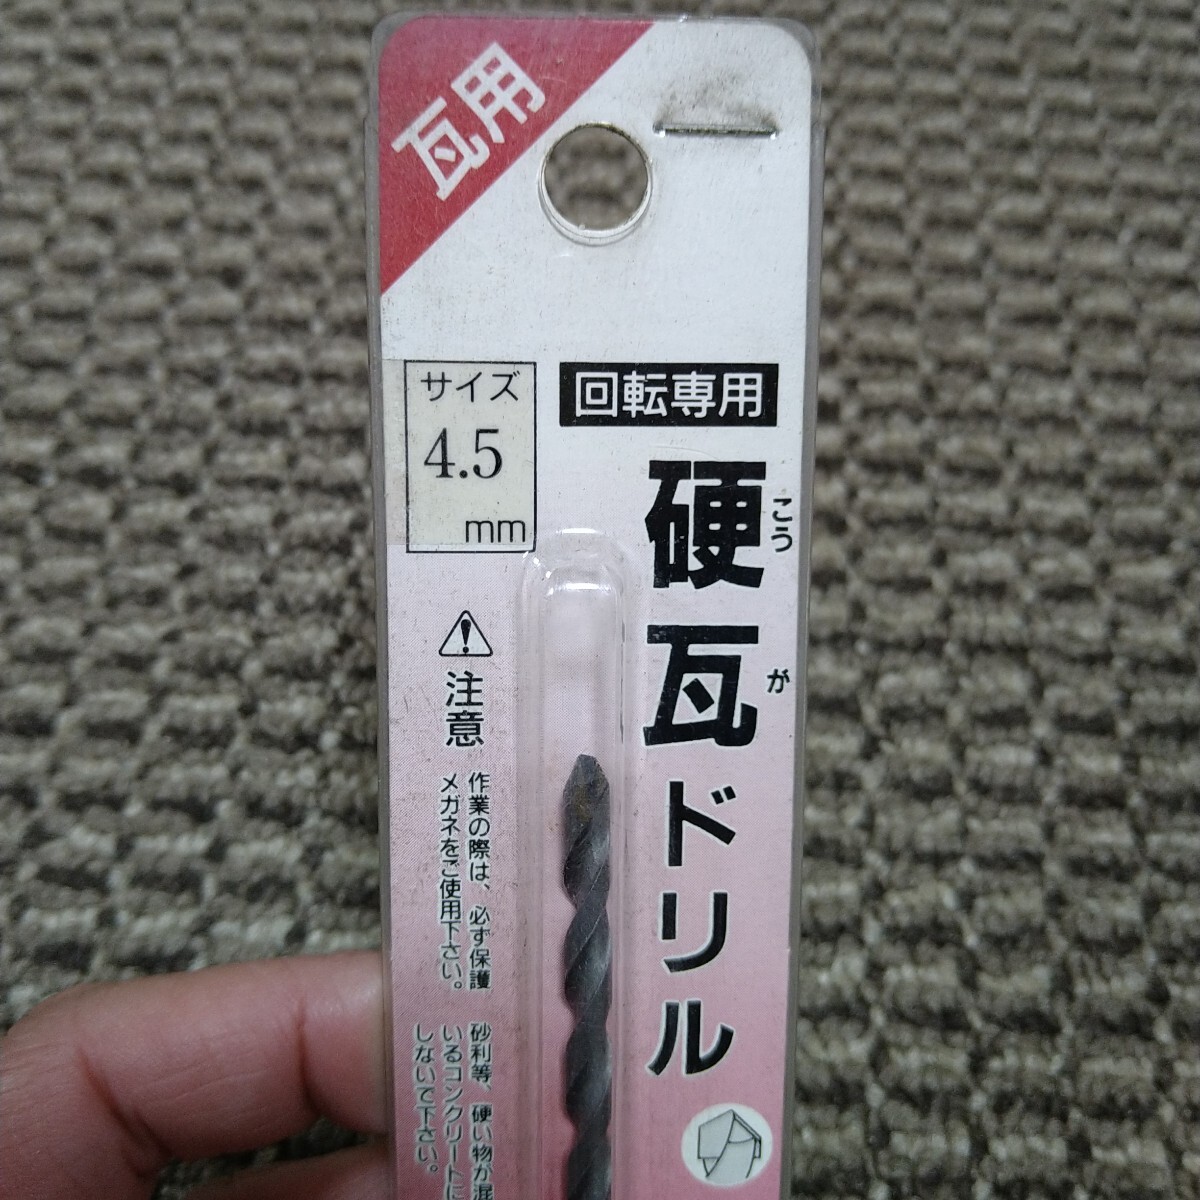 瓦用
サイズ
4.5
mm
回転専用
硬瓦ドリル
こう
が
注意
作業の際は、必ず保護
メガネをご使用下さい。
砂利等、硬い物が混
いるコンクリートに
しないで下さい。